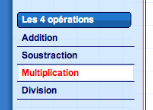 Les 4 opérations
Addition
Soustraction
Multiplication
Division